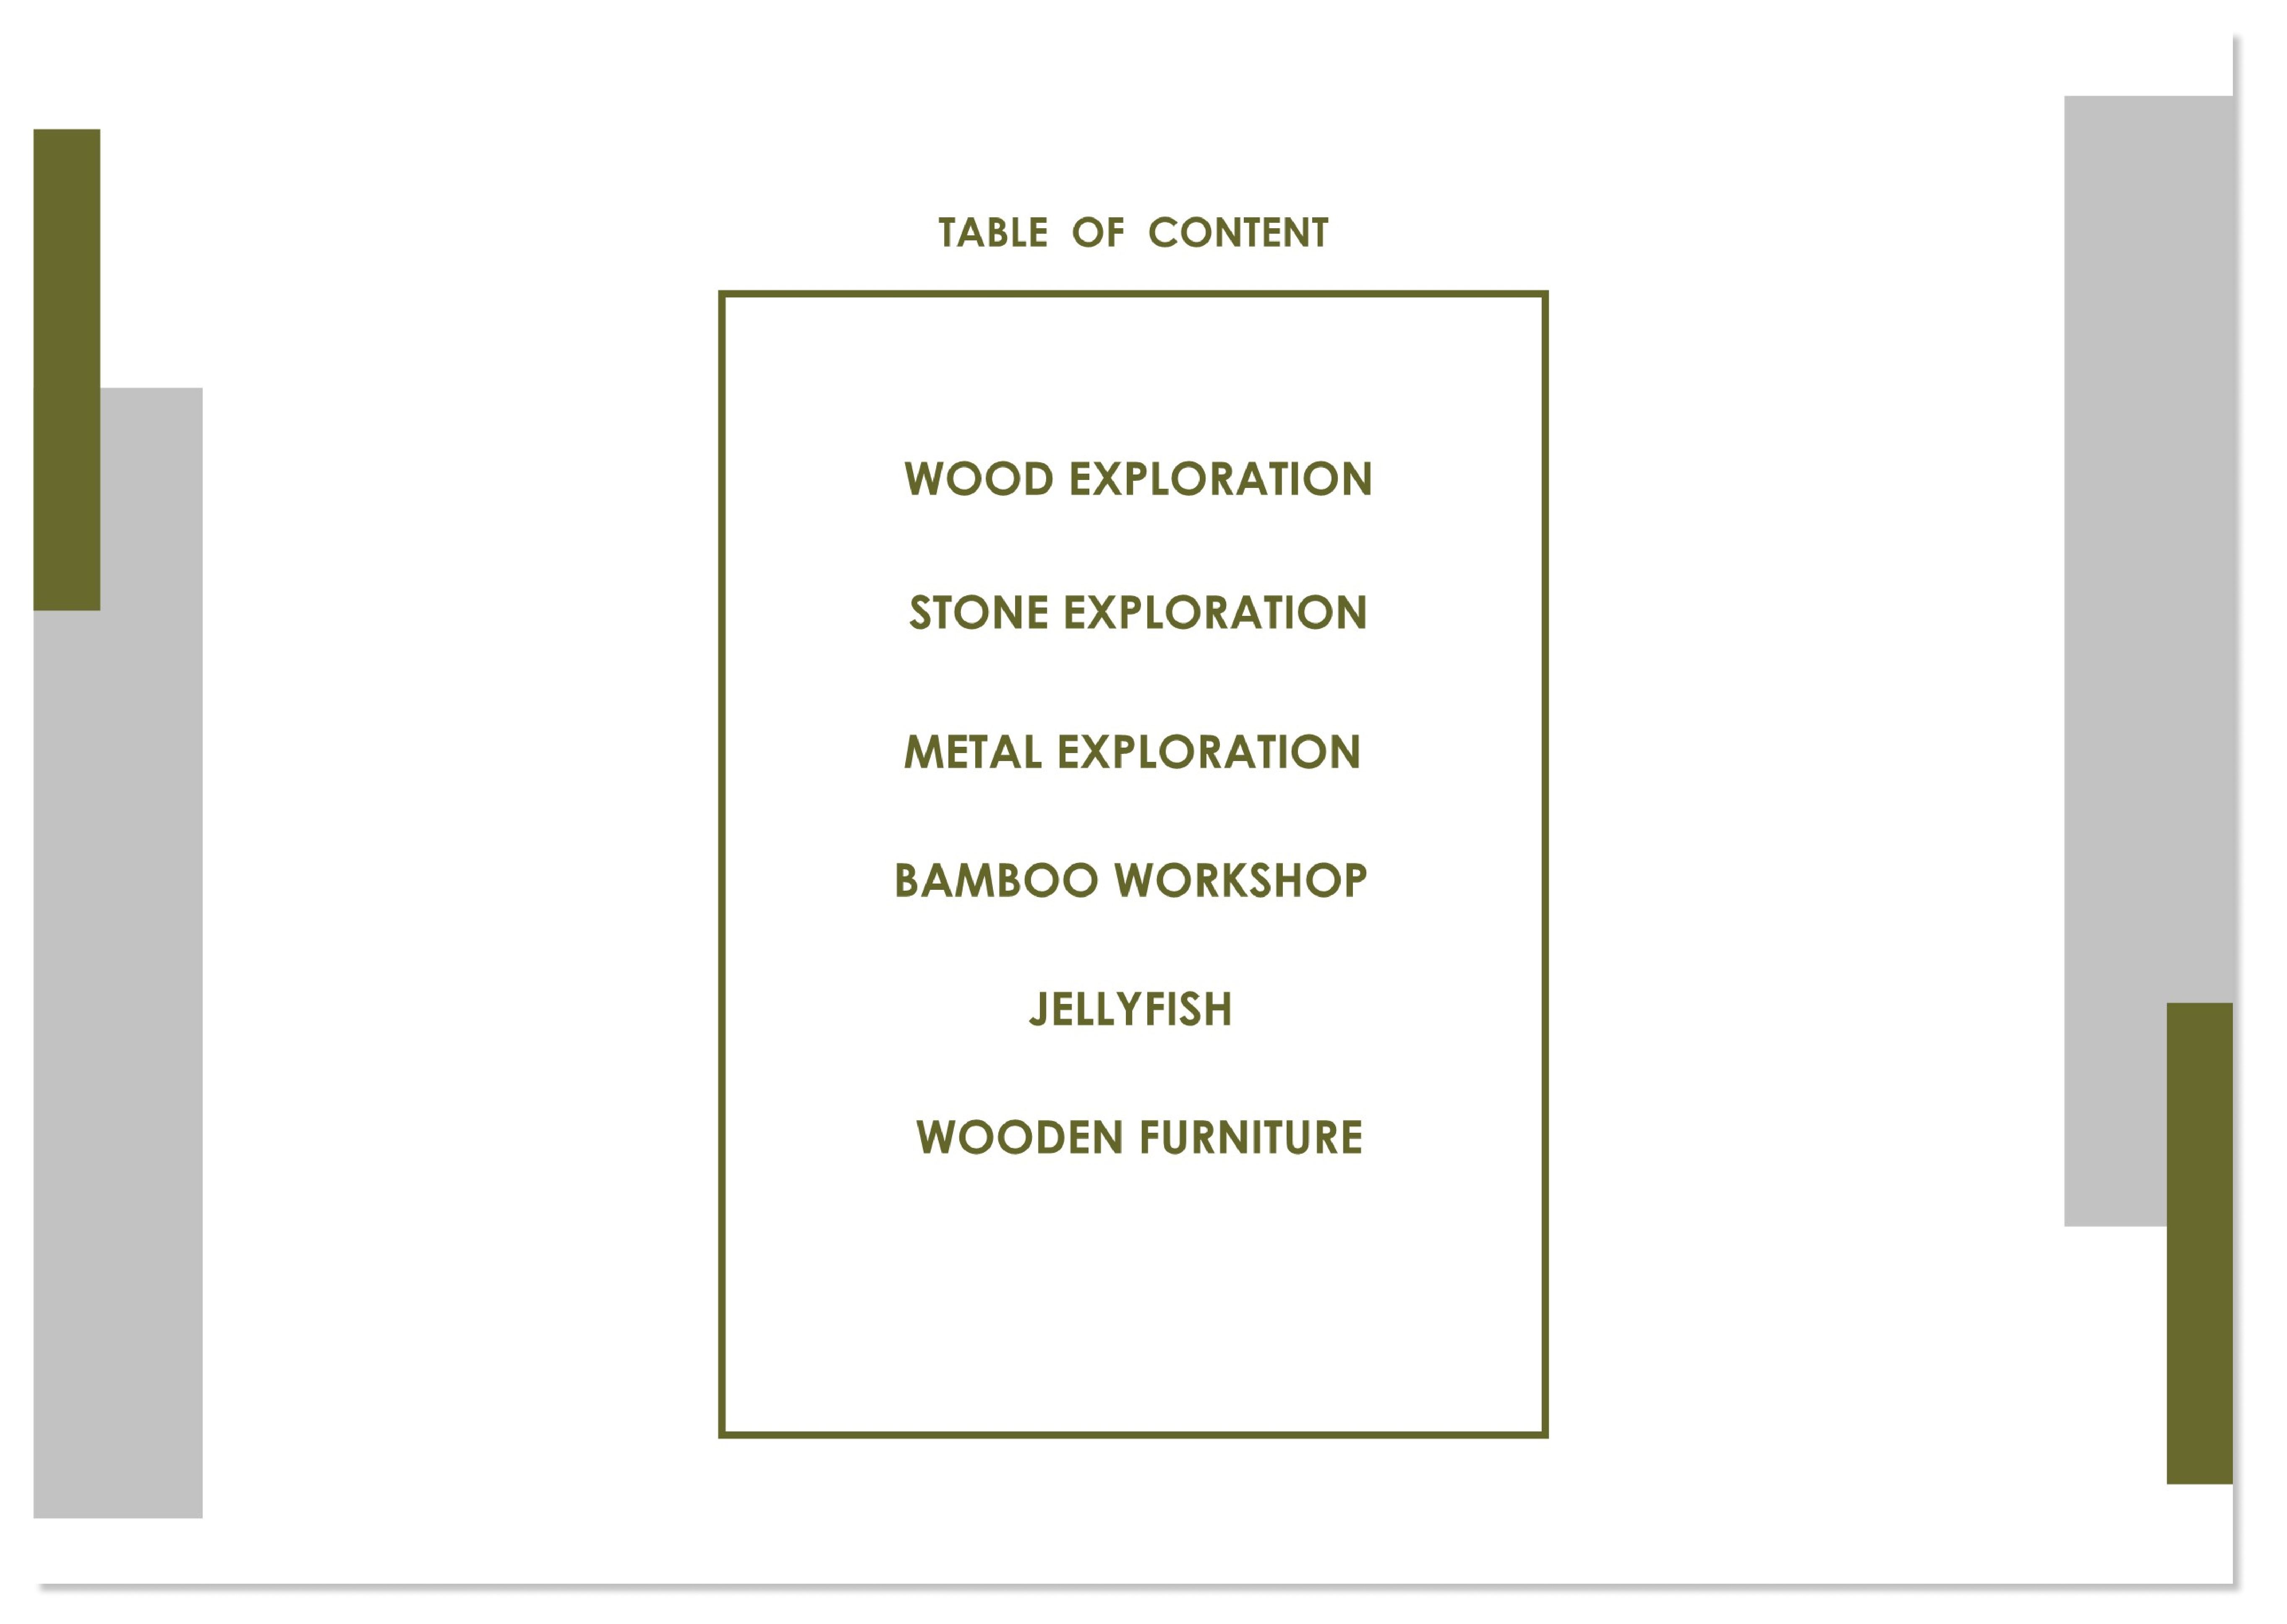 TABLE OF CONTENT
WOOD EXPLORATION
STONE EXPLORATION
METAL EXPLORATION
BAMBOO WORKSHOP
JELLYFISH
WOODEN FURNITURE